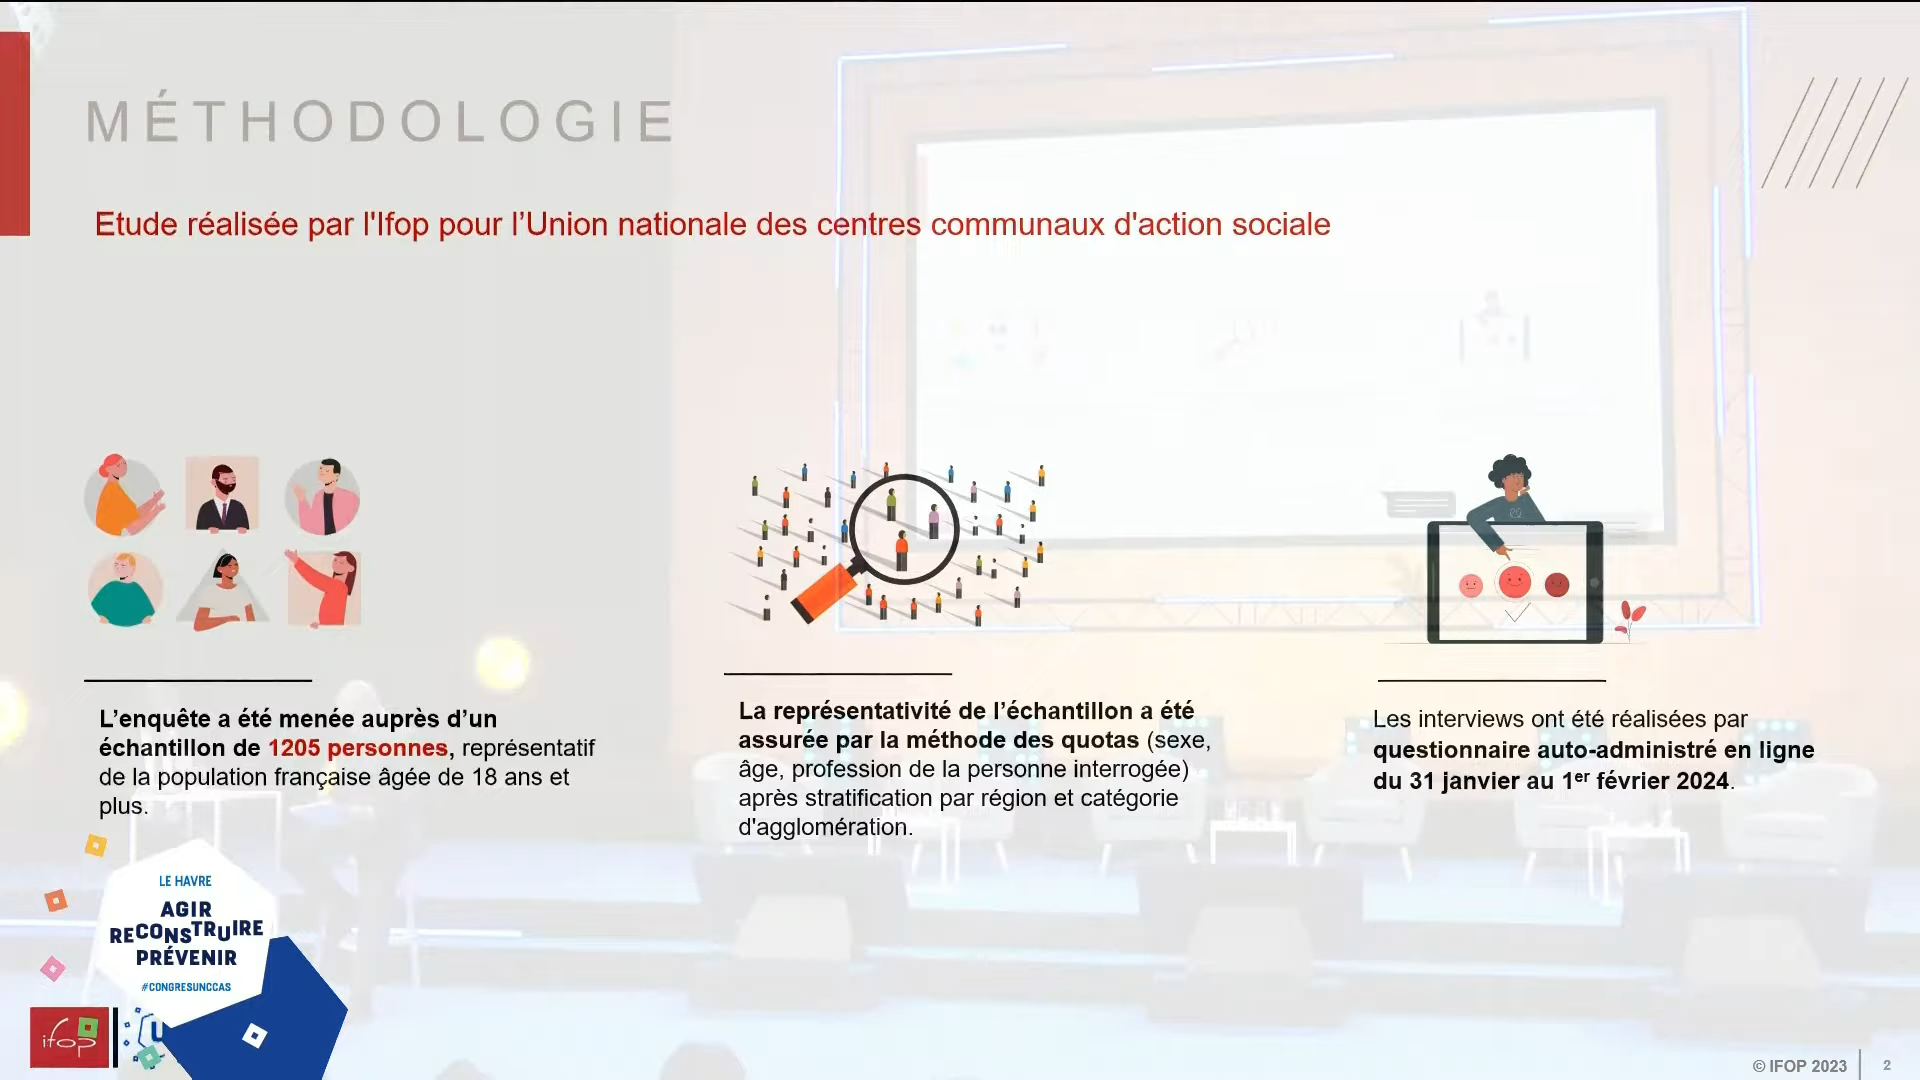 MÉTHODOLOGIE
Etude réalisée par l'Ifop pour l’Union nationale des centres communaux d'action sociale
L’enquête a été menée auprès d’un
échantillon de 1205 personnes, représentatif
de la population française âgée de 18 ans et
plus.
La représentativité de l’échantillon a été
assurée par la méthode des quotas (sexe,
âge, profession de la personne interrogée)
après stratification par région et catégorie
d'agglomération.
Les interviews ont été réalisées par
questionnaire auto-administré en ligne
du 31 janvier au 1er février 2024.
LE HAVRE
AGIR
RECONSTRUIRE
PRÉVENIR
#CONGRESUNCCAS
ifop
U
© IFOP 2023
2